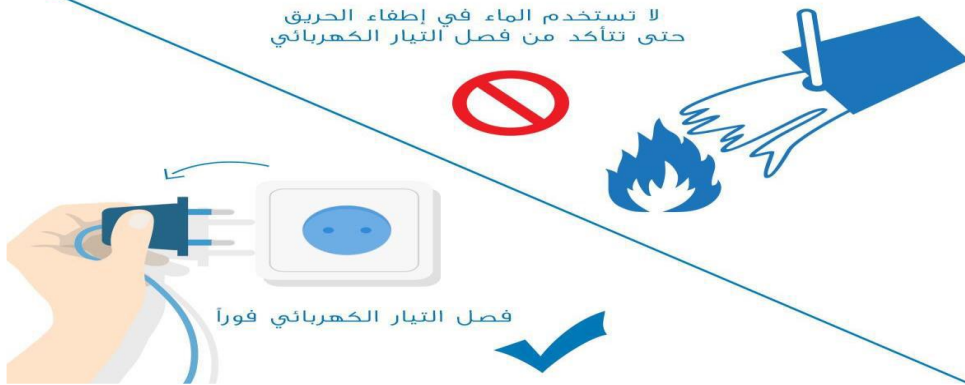 لا تستخدم الماء في إطفاء الحريق
حتى تتأكد من فصل التيار الكهربائي
فصل التيار الكهربائي فوراً